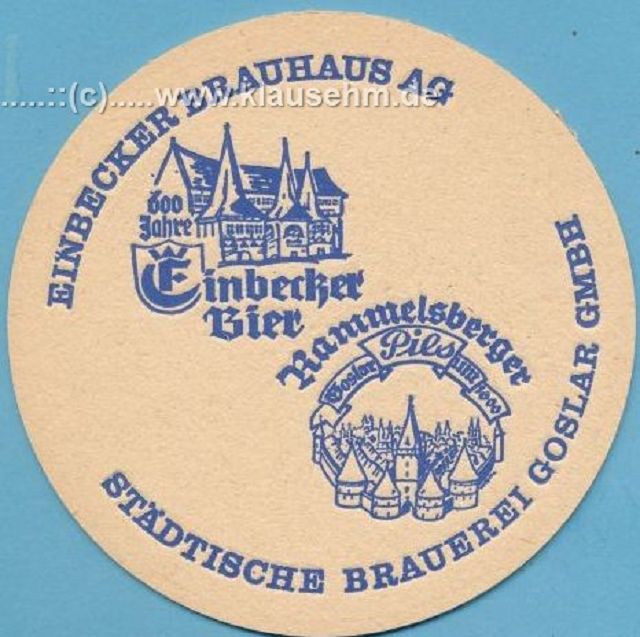 EINBECKER BRAUHAUS AG
......::(c).....www.klausehm.de
600
Jahre
E
Einbecker
Bier
Rammelsberger
Pils
Goslar
STÄDTISCHE BRAUEREI GOSLAR GMBH